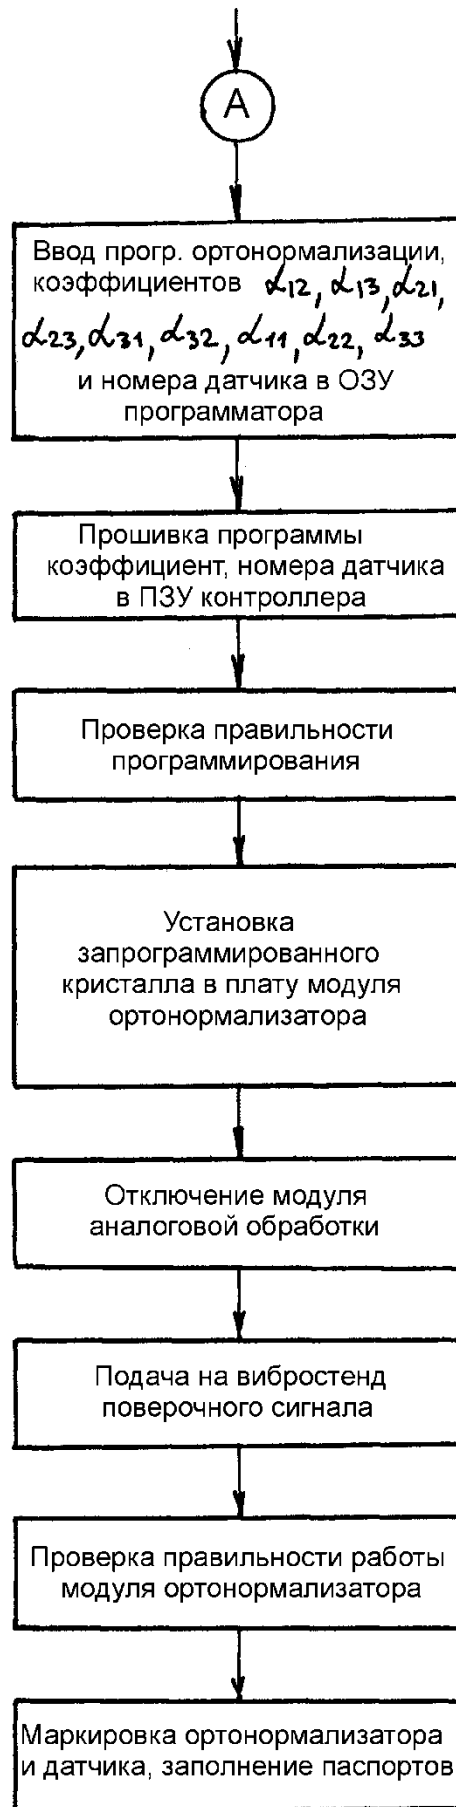 А
Ввод прогр. ортонормализации,
коэффициентов α12, α13, α21,
α23, α31, α32, α11, α22, α33
и номера датчика в ОЗУ
программатора
Прошивка программы
коэффициент, номера датчика
в ПЗУ контроллера
Проверка правильности
программирования
Установка
запрограммированного
кристалла в плату модуля
ортонормализатора
Отключение модуля
аналоговой обработки
Подача на вибростенд
поверочного сигнала
Проверка правильности работы
модуля ортонормализатора
Маркировка ортонормализатора
и датчика, заполнение паспортов